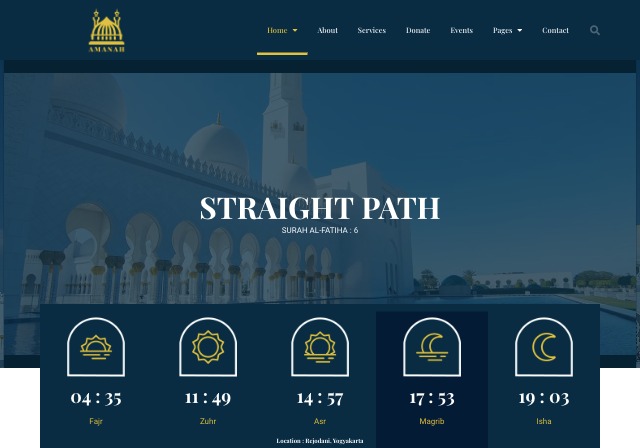 AMANAH
Home About Services Donate Events Pages Contact
STRAIGHT PATH
SURAH AL-FATIHA : 6
04 : 35 11 : 49 14 : 57 17 : 53 19 : 03
Fajr Zuhr Asr Magrib Isha
Location : Rejodani, Yogyakarta